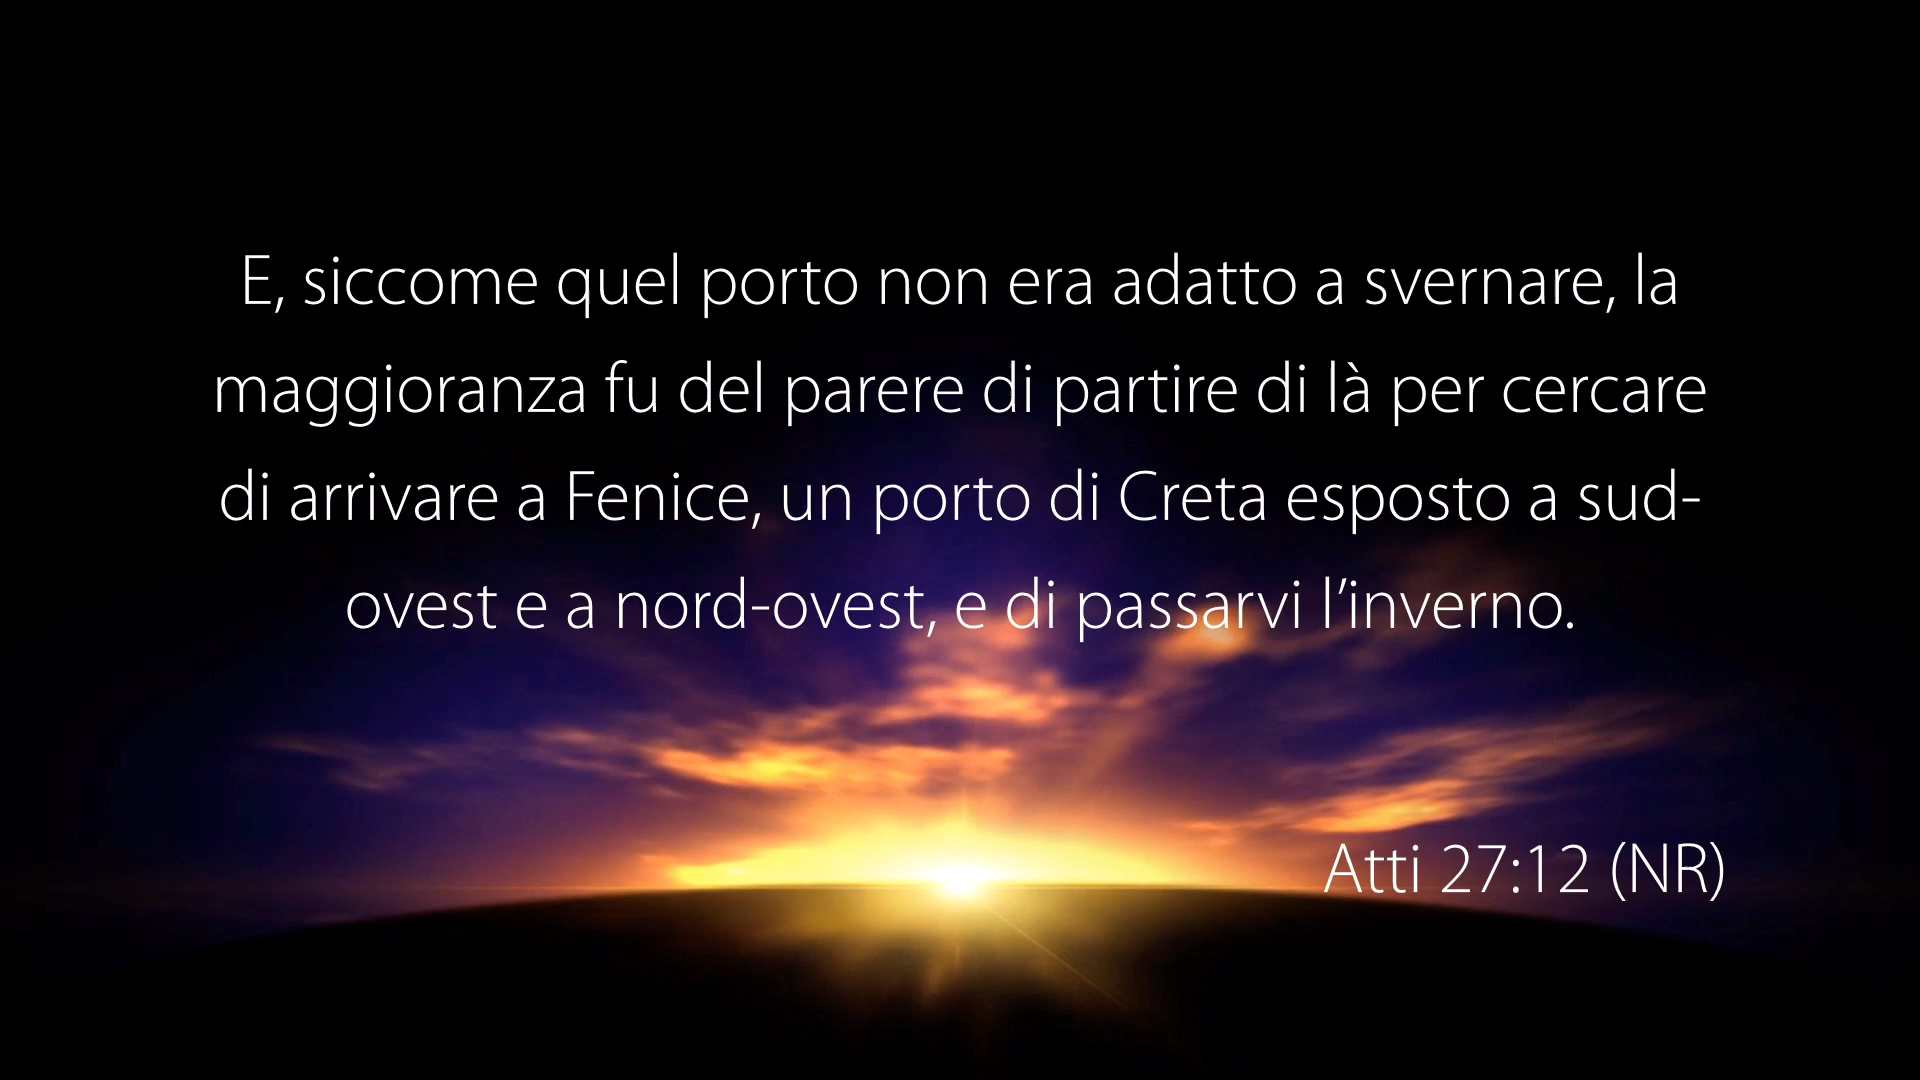 E, siccome quel porto non era adatto a svernare, la
maggioranza fu del parere di partire di là per cercare
di arrivare a Fenice, un porto di Creta esposto a sud-
ovest e a nord-ovest, e di passarvi l’inverno.
Atti 27:12 (NR)